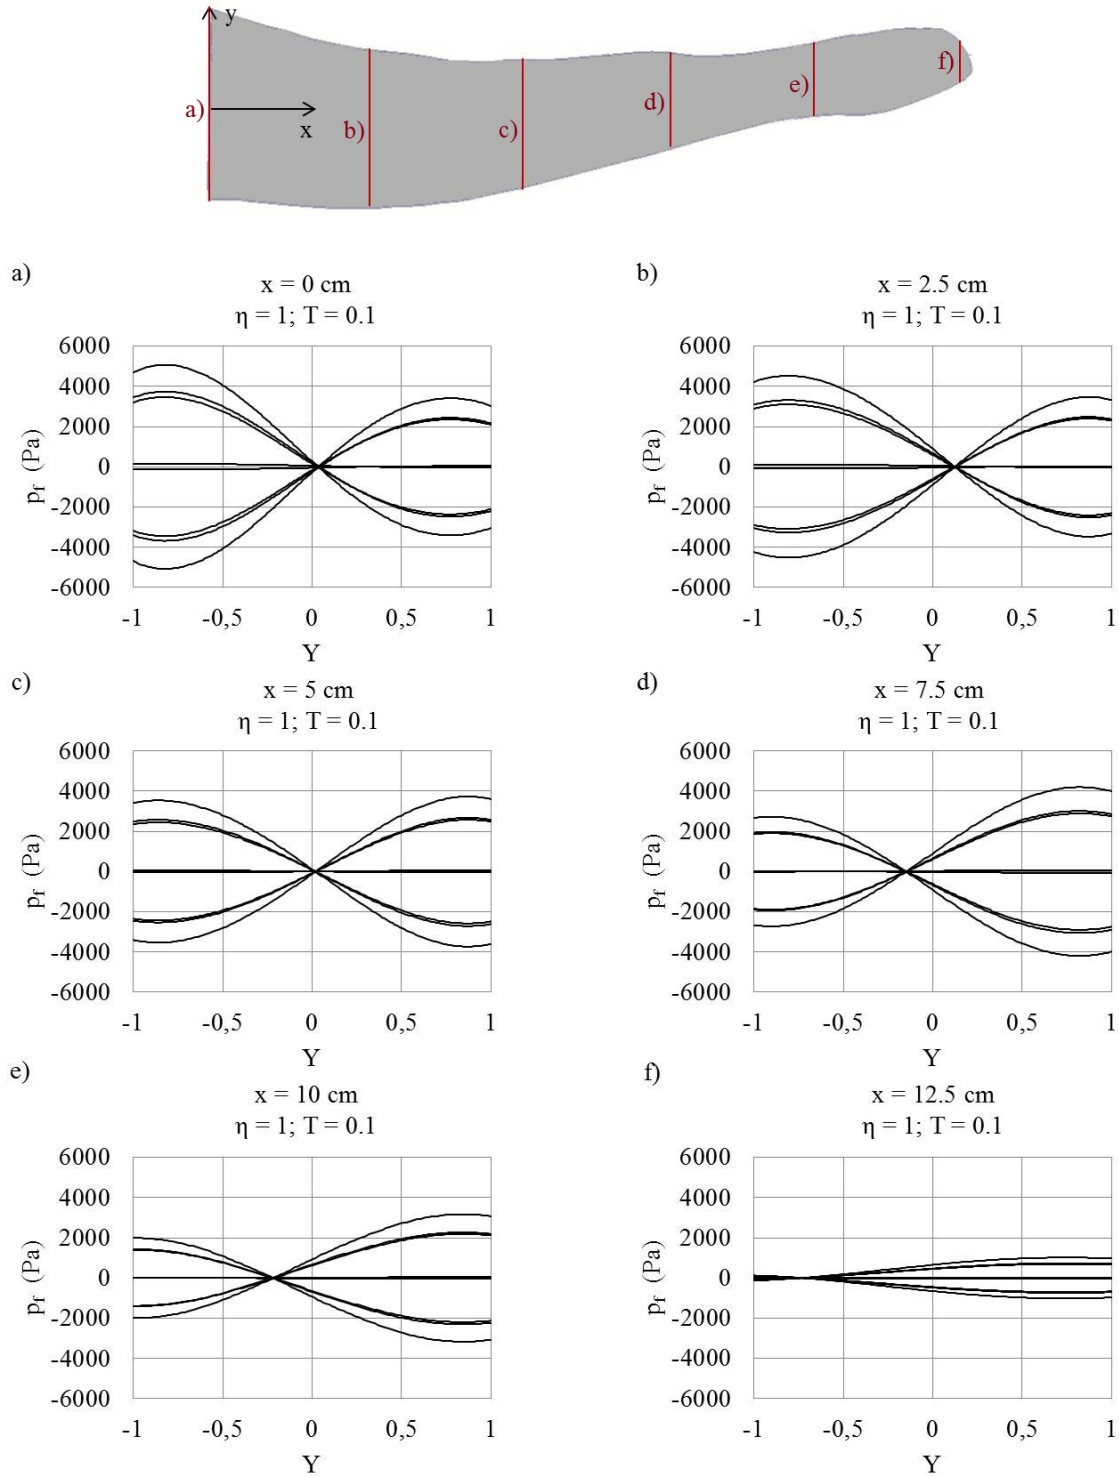 y
a)
x
b)
c)
d)
e)
f)
a)
x = 0 cm
η = 1; T = 0.1
6000
4000
2000
0
-2000
-4000
-6000
p_f (Pa)
-1 -0,5 0 0,5 1
Y
b)
x = 2.5 cm
η = 1; T = 0.1
6000
4000
2000
0
-2000
-4000
-6000
p_f (Pa)
-1 -0,5 0 0,5 1
Y
c)
x = 5 cm
η = 1; T = 0.1
6000
4000
2000
0
-2000
-4000
-6000
p_f (Pa)
-1 -0,5 0 0,5 1
Y
d)
x = 7.5 cm
η = 1; T = 0.1
6000
4000
2000
0
-2000
-4000
-6000
p_f (Pa)
-1 -0,5 0 0,5 1
Y
e)
x = 10 cm
η = 1; T = 0.1
6000
4000
2000
0
-2000
-4000
-6000
p_f (Pa)
-1 -0,5 0 0,5 1
Y
f)
x = 12.5 cm
η = 1; T = 0.1
6000
4000
2000
0
-2000
-4000
-6000
p_f (Pa)
-1 -0,5 0 0,5 1
Y